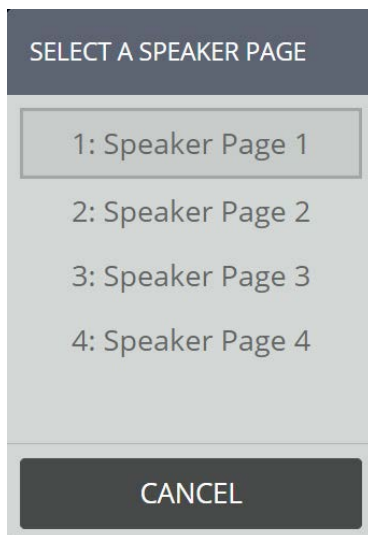 SELECT A SPEAKER PAGE
1: Speaker Page 1
2: Speaker Page 2
3: Speaker Page 3
4: Speaker Page 4
CANCEL